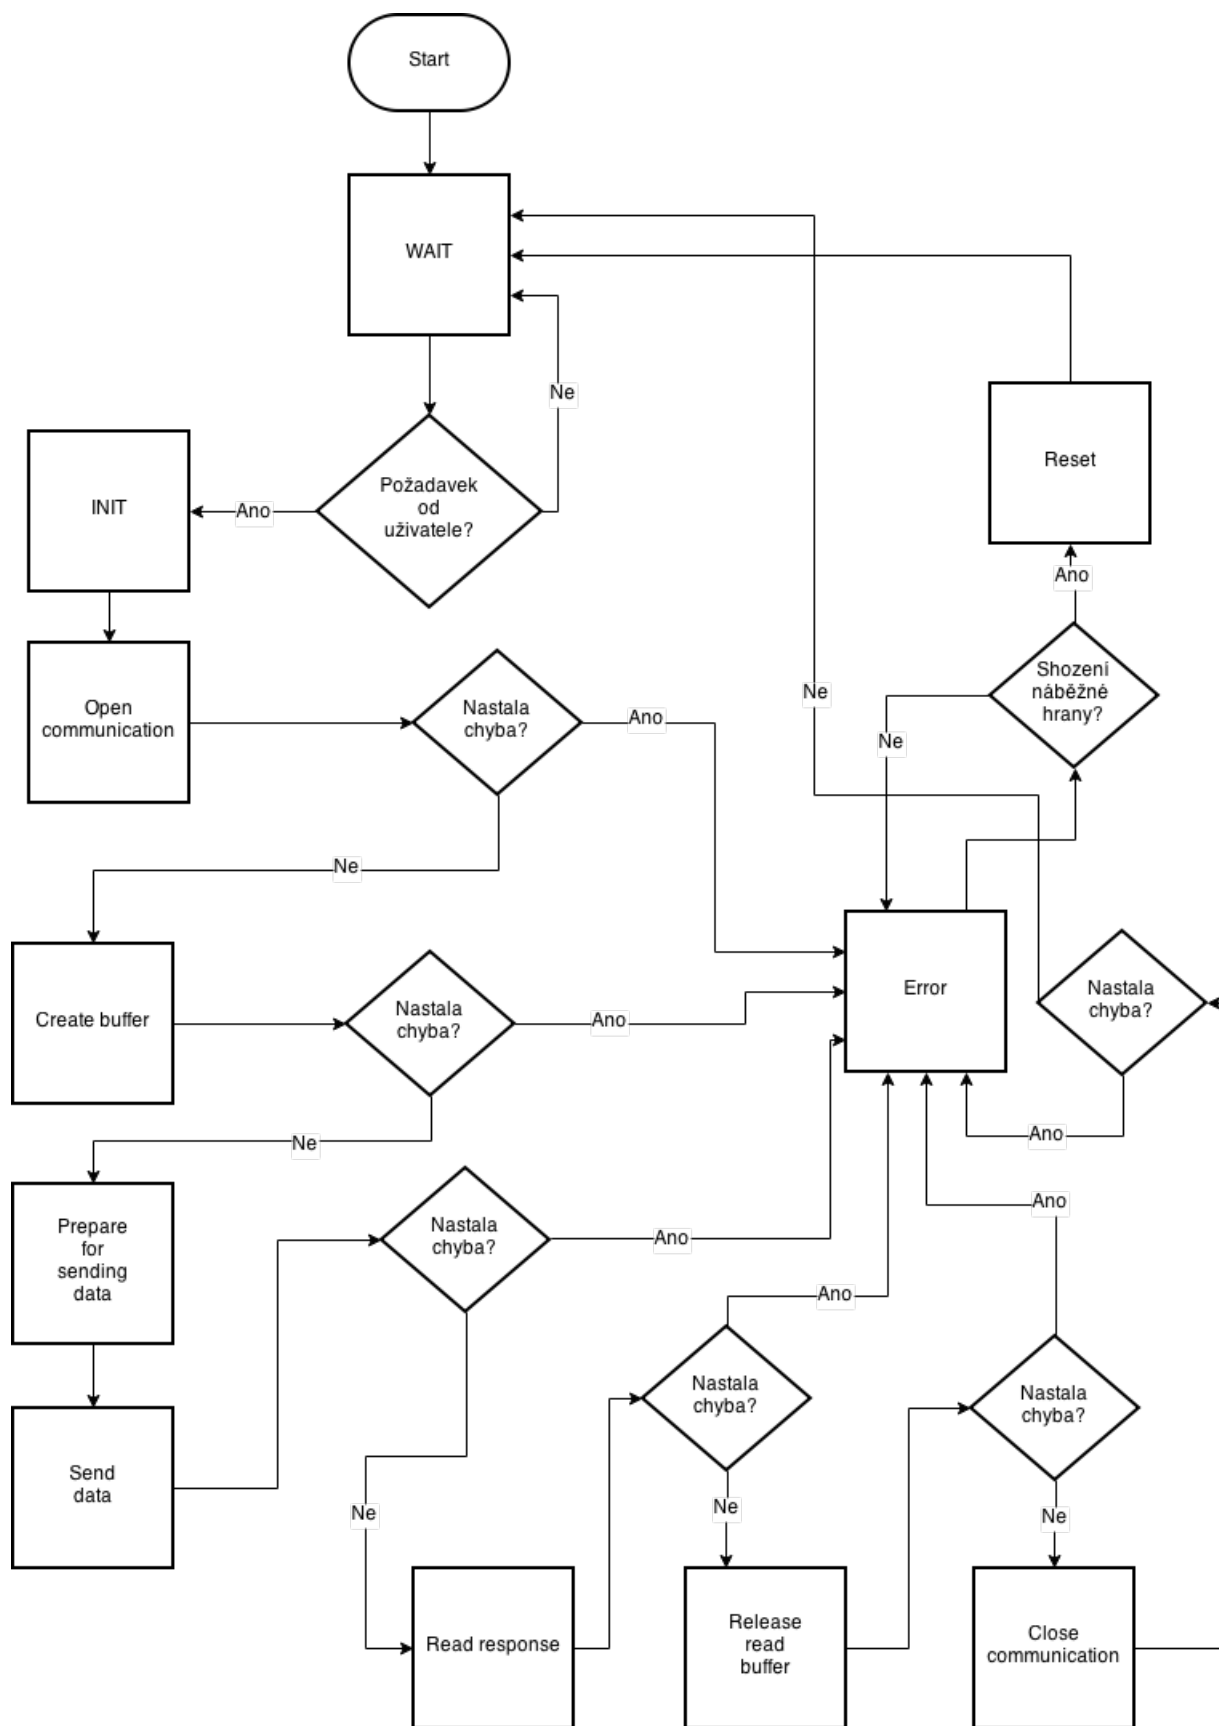 Start
WAIT
Ne
Požadavek
od
uživatele?
Ano
INIT
Reset
Ano
Shození
náběžné
hrany?
Ne
Ne
Open
communication
Nastala
chyba?
Ano
Ne
Create buffer
Nastala
chyba?
Ano
Error
Nastala
chyba?
Ano
Ne
Prepare
for
sending
data
Nastala
chyba?
Ano
Ano
Ano
Nastala
chyba?
Nastala
chyba?
Send
data
Ne
Ne
Ne
Read response
Release
read
buffer
Close
communication